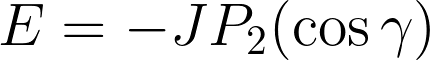 E = −JP₂(cos γ)